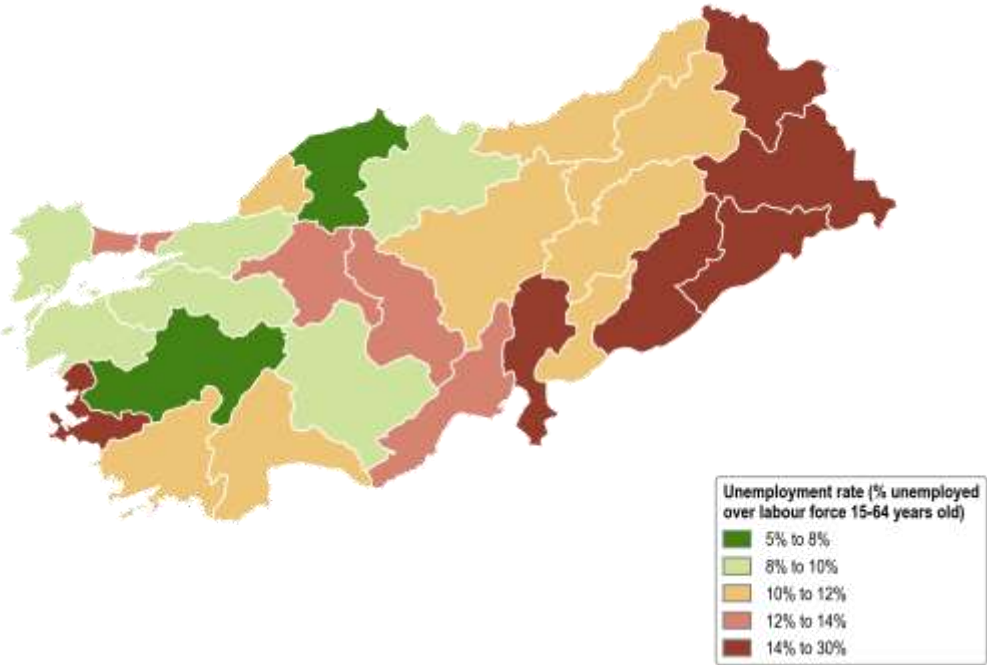 Unemployment rate (% unemployed
over labour force 15-64 years old)
5% to 8%
8% to 10%
10% to 12%
12% to 14%
14% to 30%